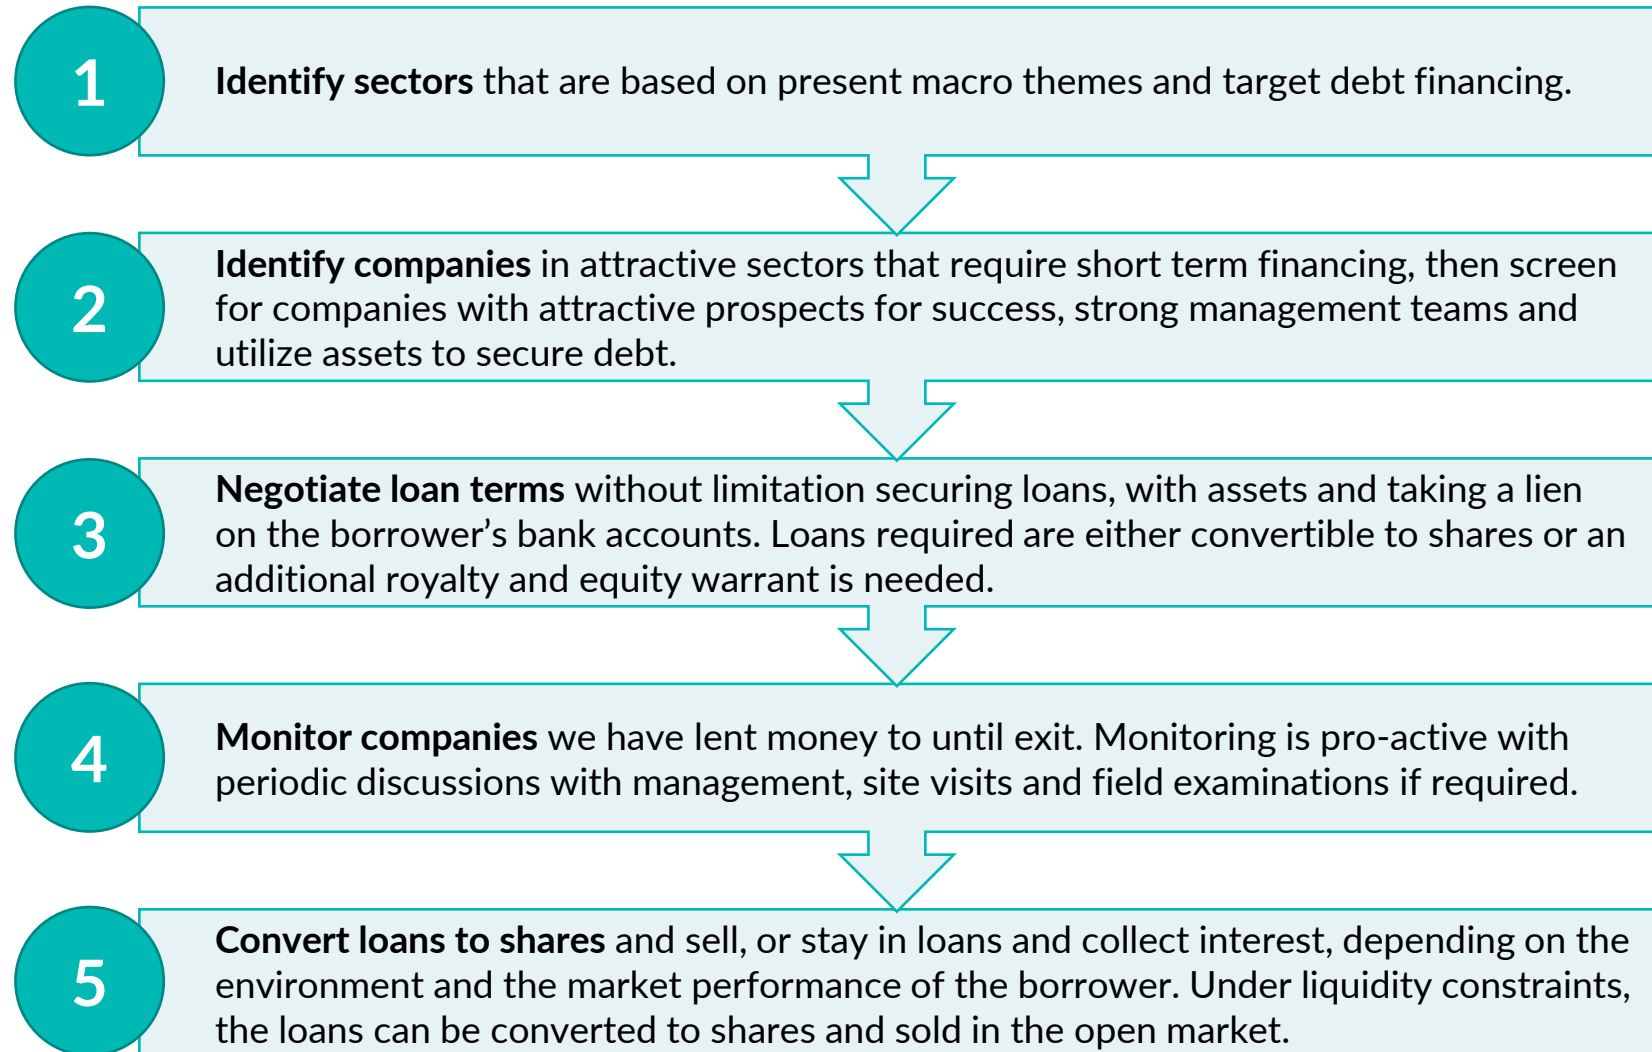 1
Identify sectors that are based on present macro themes and target debt financing.
2
Identify companies in attractive sectors that require short term financing, then screen
for companies with attractive prospects for success, strong management teams and
utilize assets to secure debt.
3
Negotiate loan terms without limitation securing loans, with assets and taking a lien
on the borrower’s bank accounts. Loans required are either convertible to shares or an
additional royalty and equity warrant is needed.
4
Monitor companies we have lent money to until exit. Monitoring is pro-active with
periodic discussions with management, site visits and field examinations if required.
5
Convert loans to shares and sell, or stay in loans and collect interest, depending on the
environment and the market performance of the borrower. Under liquidity constraints,
the loans can be converted to shares and sold in the open market.